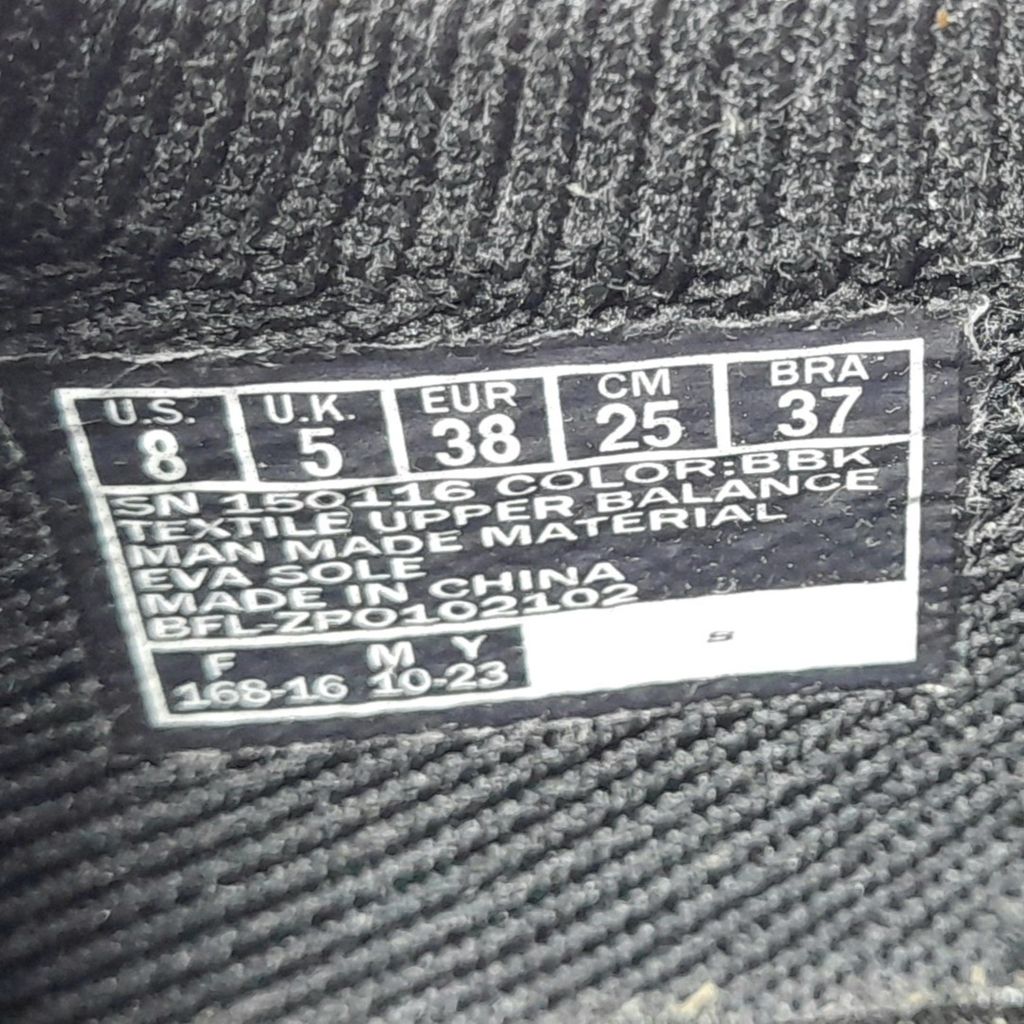 U.S. U.K. EUR CM BRA
8 5 38 25 37
SN 150116 COLOR:BBK
TEXTILE UPPER BALANCE
MAN MADE MATERIAL
EVA SOLE
MADE IN CHINA
BFL-ZPO102102
F M Y
168-16 10-23
S